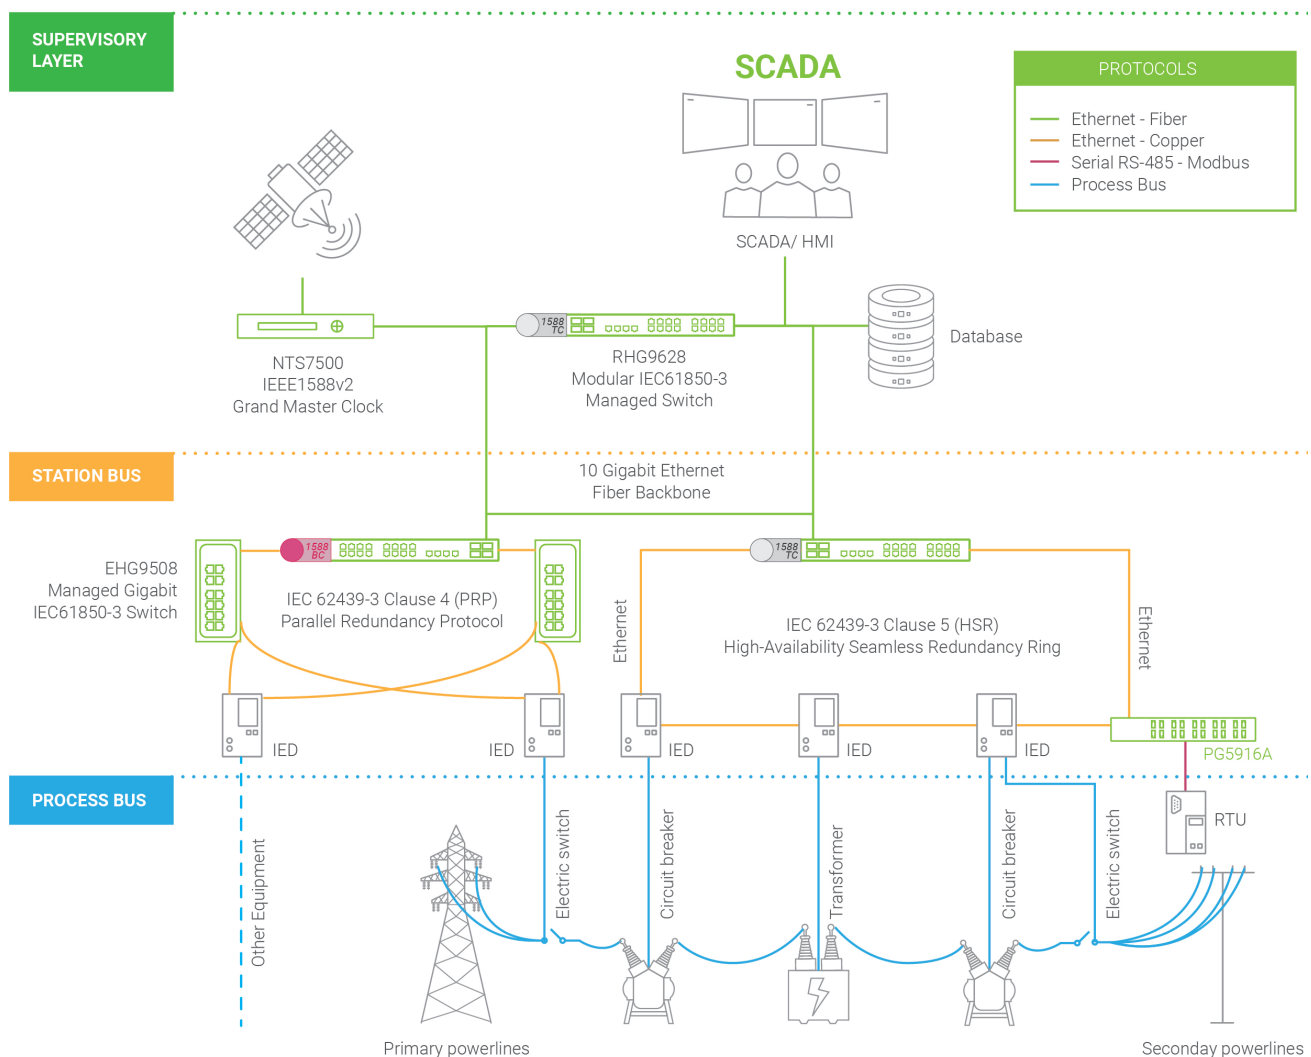 SUPERVISORY
LAYER
SCADA
PROTOCOLS
Ethernet - Fiber
Ethernet - Copper
Serial RS-485 - Modbus
Process Bus
SCADA/ HMI
1588
TC
NTS7500
IEEE1588v2
Grand Master Clock
RHG9628
Modular IEC61850-3
Managed Switch
Database
STATION BUS
10 Gigabit Ethernet
Fiber Backbone
EHG9508
Managed Gigabit
IEC61850-3 Switch
1588
BC
IEC 62439-3 Clause 4 (PRP)
Parallel Redundancy Protocol
1588
TC
Ethernet
IEC 62439-3 Clause 5 (HSR)
High-Availability Seamless Redundancy Ring
Ethernet
IED
IED
IED
IED
IED
PG5916A
PROCESS BUS
Other Equipment
Electric switch
Circuit breaker
Transformer
Circuit breaker
Electric switch
RTU
Primary powerlines
Seconday powerlines